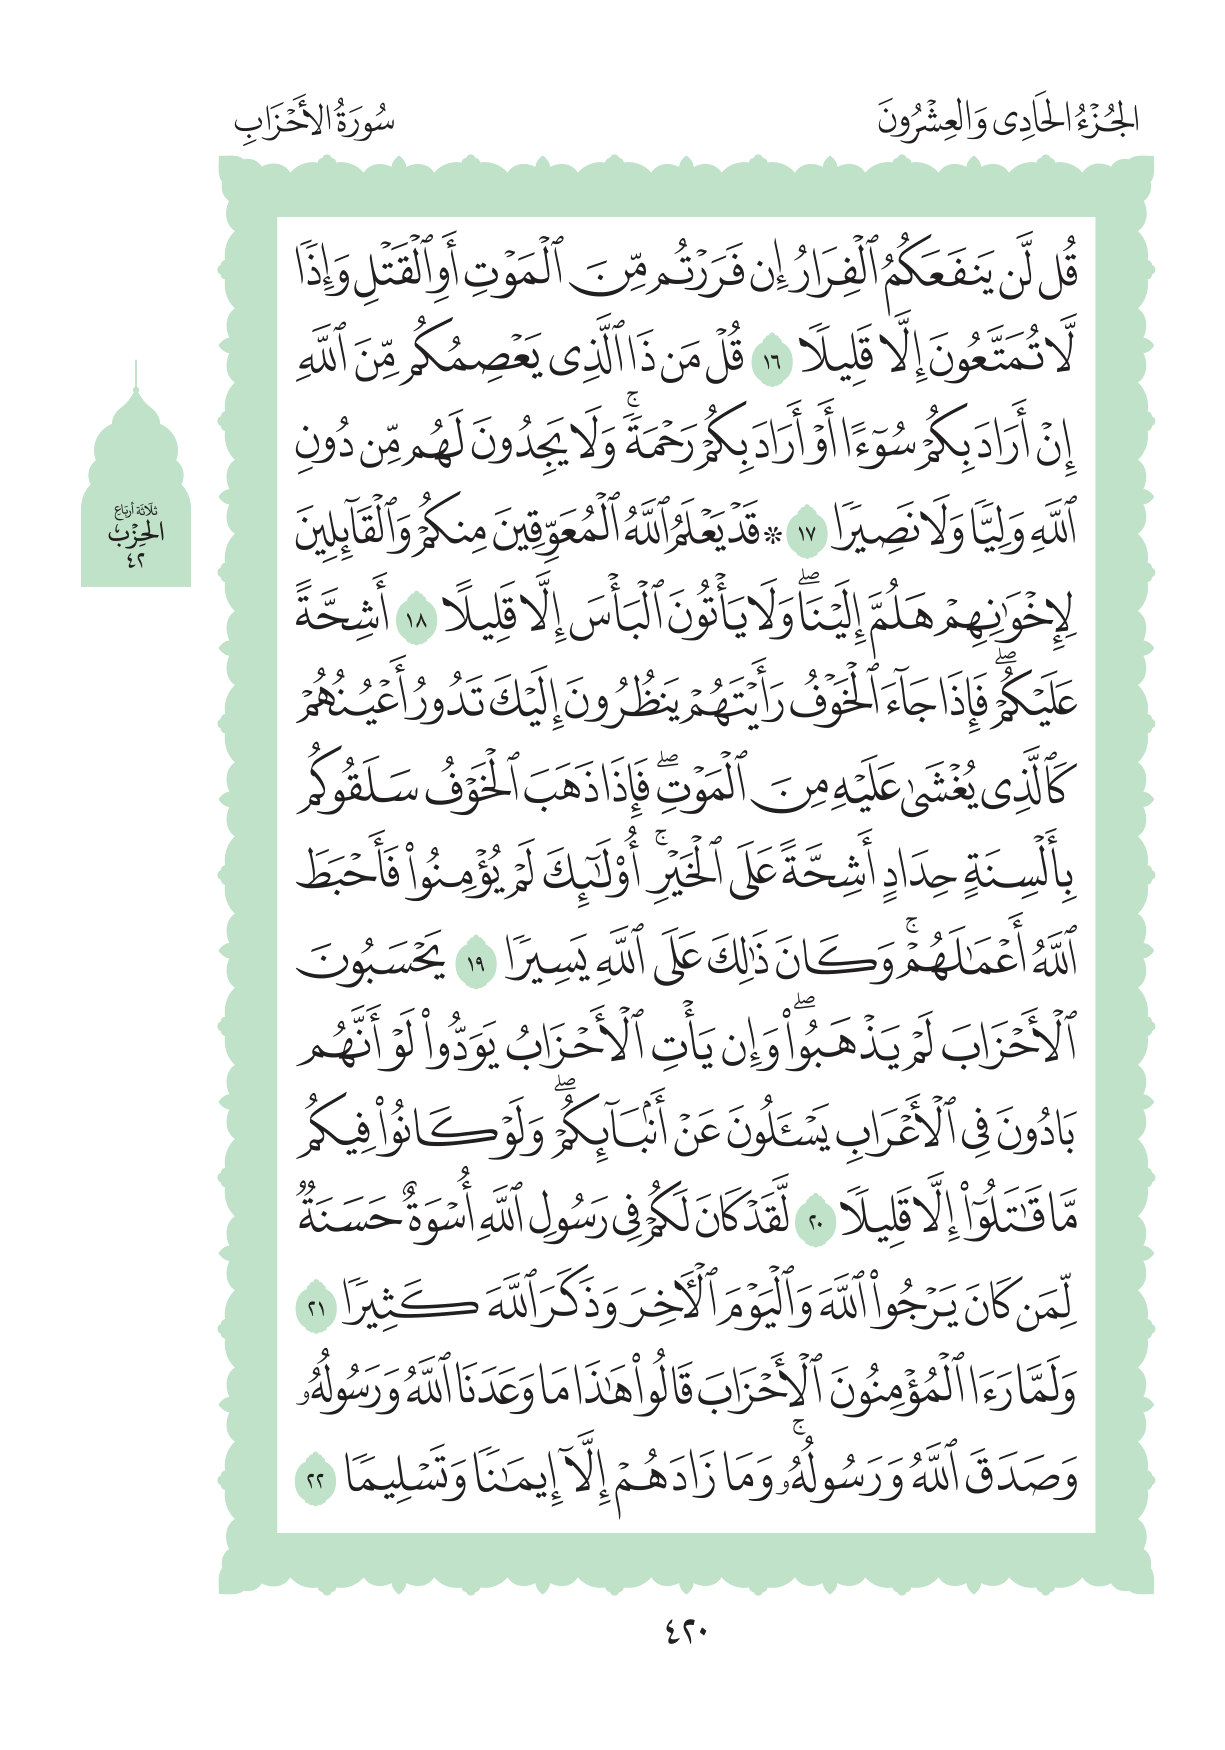 الجُزْءُ الحَادِى وَالعِشْرُونَ
سُورَةُ الأَحْزَابِ
قُل لَّن يَنفَعَكُمُ ٱلْفِرَارُ إِن فَرَرْتُم مِّنَ ٱلْمَوْتِ أَوِ ٱلْقَتْلِ وَإِذًا
لَّا تُمَتَّعُونَ إِلَّا قَلِيلًا ١٦ قُلْ مَن ذَا ٱلَّذِى يَعْصِمُكُم مِّنَ ٱللَّهِ
إِنْ أَرَادَ بِكُمْ سُوٓءًا أَوْ أَرَادَ بِكُمْ رَحْمَةً ۚ وَلَا يَجِدُونَ لَهُم مِّن دُونِ
ٱللَّهِ وَلِيًّا وَلَا نَصِيرًا ١٧ * قَدْ يَعْلَمُ ٱللَّهُ ٱلْمُعَوِّقِينَ مِنكُمْ وَٱلْقَآئِلِينَ
لِإِخْوَٰنِهِمْ هَلُمَّ إِلَيْنَا ۖ وَلَا يَأْتُونَ ٱلْبَأْسَ إِلَّا قَلِيلًا ١٨ أَشِحَّةً
عَلَيْكُمْ ۖ فَإِذَا جَآءَ ٱلْخَوْفُ رَأَيْتَهُمْ يَنظُرُونَ إِلَيْكَ تَدُورُ أَعْيُنُهُمْ
كَٱلَّذِى يُغْشَىٰ عَلَيْهِ مِنَ ٱلْمَوْتِ ۖ فَإِذَا ذَهَبَ ٱلْخَوْفُ سَلَقُوكُم
بِأَلْسِنَةٍ حِدَادٍ أَشِحَّةً عَلَى ٱلْخَيْرِ ۚ أُو۟لَٰٓئِكَ لَمْ يُؤْمِنُوا۟ فَأَحْبَطَ
ٱللَّهُ أَعْمَٰلَهُمْ ۚ وَكَانَ ذَٰلِكَ عَلَى ٱللَّهِ يَسِيرًا ١٩ يَحْسَبُونَ
ٱلْأَحْزَابَ لَمْ يَذْهَبُوا۟ ۖ وَإِن يَأْتِ ٱلْأَحْزَابُ يَوَدُّوا۟ لَوْ أَنَّهُم
بَادُونَ فِى ٱلْأَعْرَابِ يَسْـَٔلُونَ عَنْ أَنۢبَآئِكُمْ ۖ وَلَوْ كَانُوا۟ فِيكُم
مَّا قَٰتَلُوٓا۟ إِلَّا قَلِيلًا ٢٠ لَّقَدْ كَانَ لَكُمْ فِى رَسُولِ ٱللَّهِ أُسْوَةٌ حَسَنَةٌ
لِّمَن كَانَ يَرْجُوا۟ ٱللَّهَ وَٱلْيَوْمَ ٱلْـَٔاخِرَ وَذَكَرَ ٱللَّهَ كَثِيرًا ٢١
وَلَمَّا رَءَا ٱلْمُؤْمِنُونَ ٱلْأَحْزَابَ قَالُوا۟ هَٰذَا مَا وَعَدَنَا ٱللَّهُ وَرَسُولُهُۥ
وَصَدَقَ ٱللَّهُ وَرَسُولُهُۥ ۚ وَمَا زَادَهُمْ إِلَّآ إِيمَٰنًا وَتَسْلِيمًا ٢٢
ثَلَاثَة أَربَاع
الحِزْب
٤٢
٤٢٠